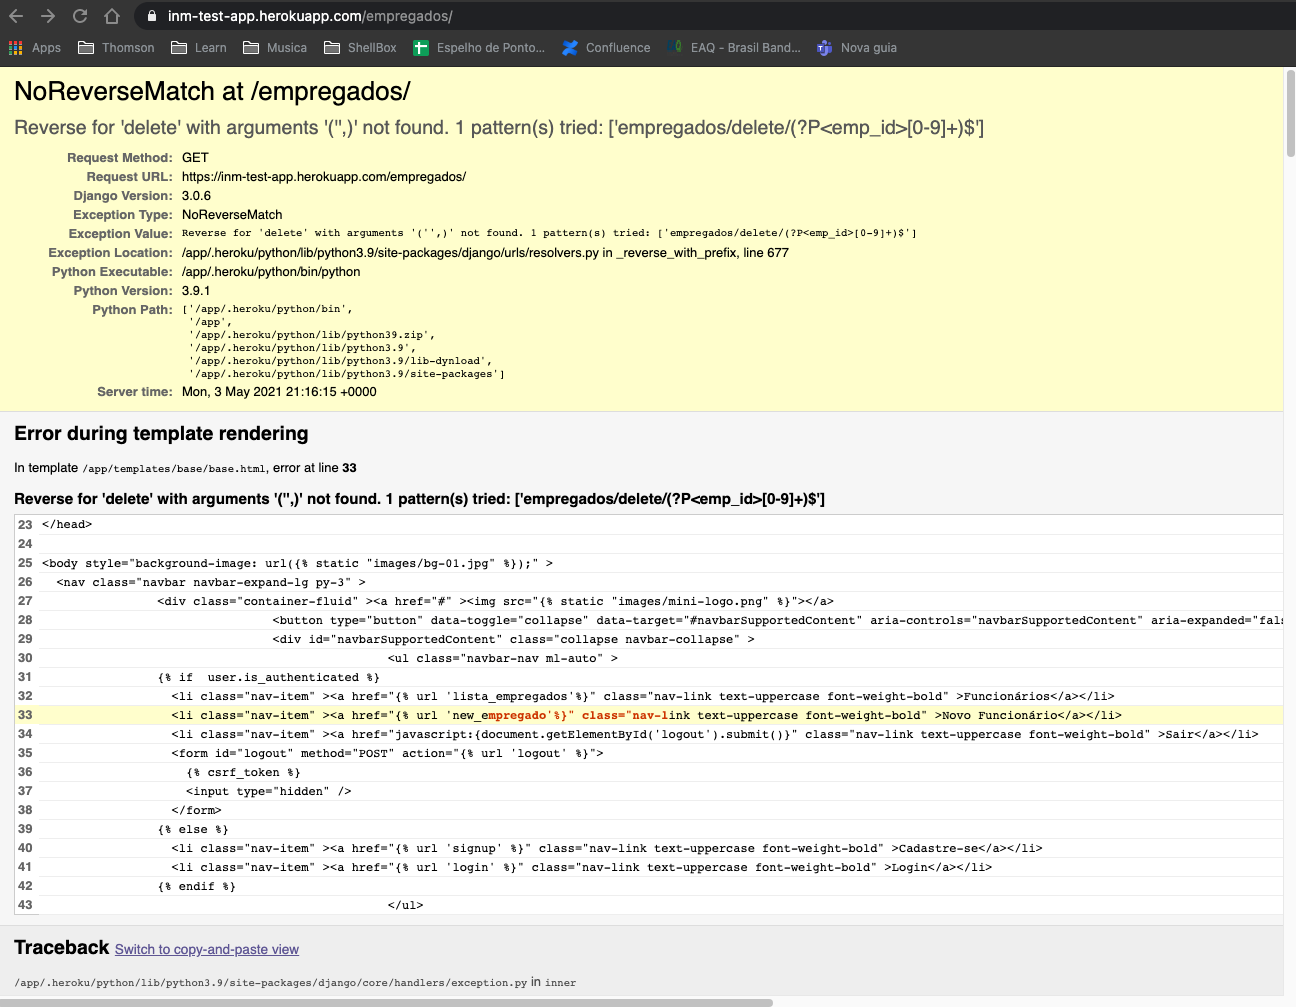 inm-test-app.herokuapp.com/empregados/
Apps Thomson Learn Musica ShellBox Espelho de Ponto... Confluence EAQ - Brasil Band... Nova guia
NoReverseMatch at /empregados/
Reverse for 'delete' with arguments '('',)' not found. 1 pattern(s) tried: ['empregados/delete/(?P<emp_id>[0-9]+)$']
Request Method: GET
Request URL: https://inm-test-app.herokuapp.com/empregados/
Django Version: 3.0.6
Exception Type: NoReverseMatch
Exception Value: Reverse for 'delete' with arguments '('',)' not found. 1 pattern(s) tried: ['empregados/delete/(?P<emp_id>[0-9]+)$']
Exception Location: /app/.heroku/python/lib/python3.9/site-packages/django/urls/resolvers.py in _reverse_with_prefix, line 677
Python Executable: /app/.heroku/python/bin/python
Python Version: 3.9.1
Python Path: ['/app/.heroku/python/bin',
'/app',
'/app/.heroku/python/lib/python39.zip',
'/app/.heroku/python/lib/python3.9',
'/app/.heroku/python/lib/python3.9/lib-dynload',
'/app/.heroku/python/lib/python3.9/site-packages']
Server time: Mon, 3 May 2021 21:16:15 +0000
Error during template rendering
In template /app/templates/base/base.html, error at line 33
Reverse for 'delete' with arguments '('',)' not found. 1 pattern(s) tried: ['empregados/delete/(?P<emp_id>[0-9]+)$']
23 </head>
24
25 <body style="background-image: url({% static "images/bg-01.jpg" %});" >
26 <nav class="navbar navbar-expand-lg py-3" >
27 <div class="container-fluid" ><a href="#" ><img src="{% static "images/mini-logo.png" %}"></a>
28 <button type="button" data-toggle="collapse" data-target="#navbarSupportedContent" aria-controls="navbarSupportedContent" aria-expanded="fals
29 <div id="navbarSupportedContent" class="collapse navbar-collapse" >
30 <ul class="navbar-nav ml-auto" >
31 {% if  user.is_authenticated %}
32 <li class="nav-item" ><a href="{% url 'lista_empregados'%}" class="nav-link text-uppercase font-weight-bold" >Funcionários</a></li>
33 <li class="nav-item" ><a href="{% url 'new_empregado'%}" class="nav-link text-uppercase font-weight-bold" >Novo Funcionário</a></li>
34 <li class="nav-item" ><a href="javascript:{document.getElementById('logout').submit()}" class="nav-link text-uppercase font-weight-bold" >Sair</a></li>
35 <form id="logout" method="POST" action="{% url 'logout' %}">
36 {% csrf_token %}
37 <input type="hidden" />
38 </form>
39 {% else %}
40 <li class="nav-item" ><a href="{% url 'signup' %}" class="nav-link text-uppercase font-weight-bold" >Cadastre-se</a></li>
41 <li class="nav-item" ><a href="{% url 'login' %}" class="nav-link text-uppercase font-weight-bold" >Login</a></li>
42 {% endif %}
43 </ul>
Traceback Switch to copy-and-paste view
/app/.heroku/python/lib/python3.9/site-packages/django/core/handlers/exception.py in inner